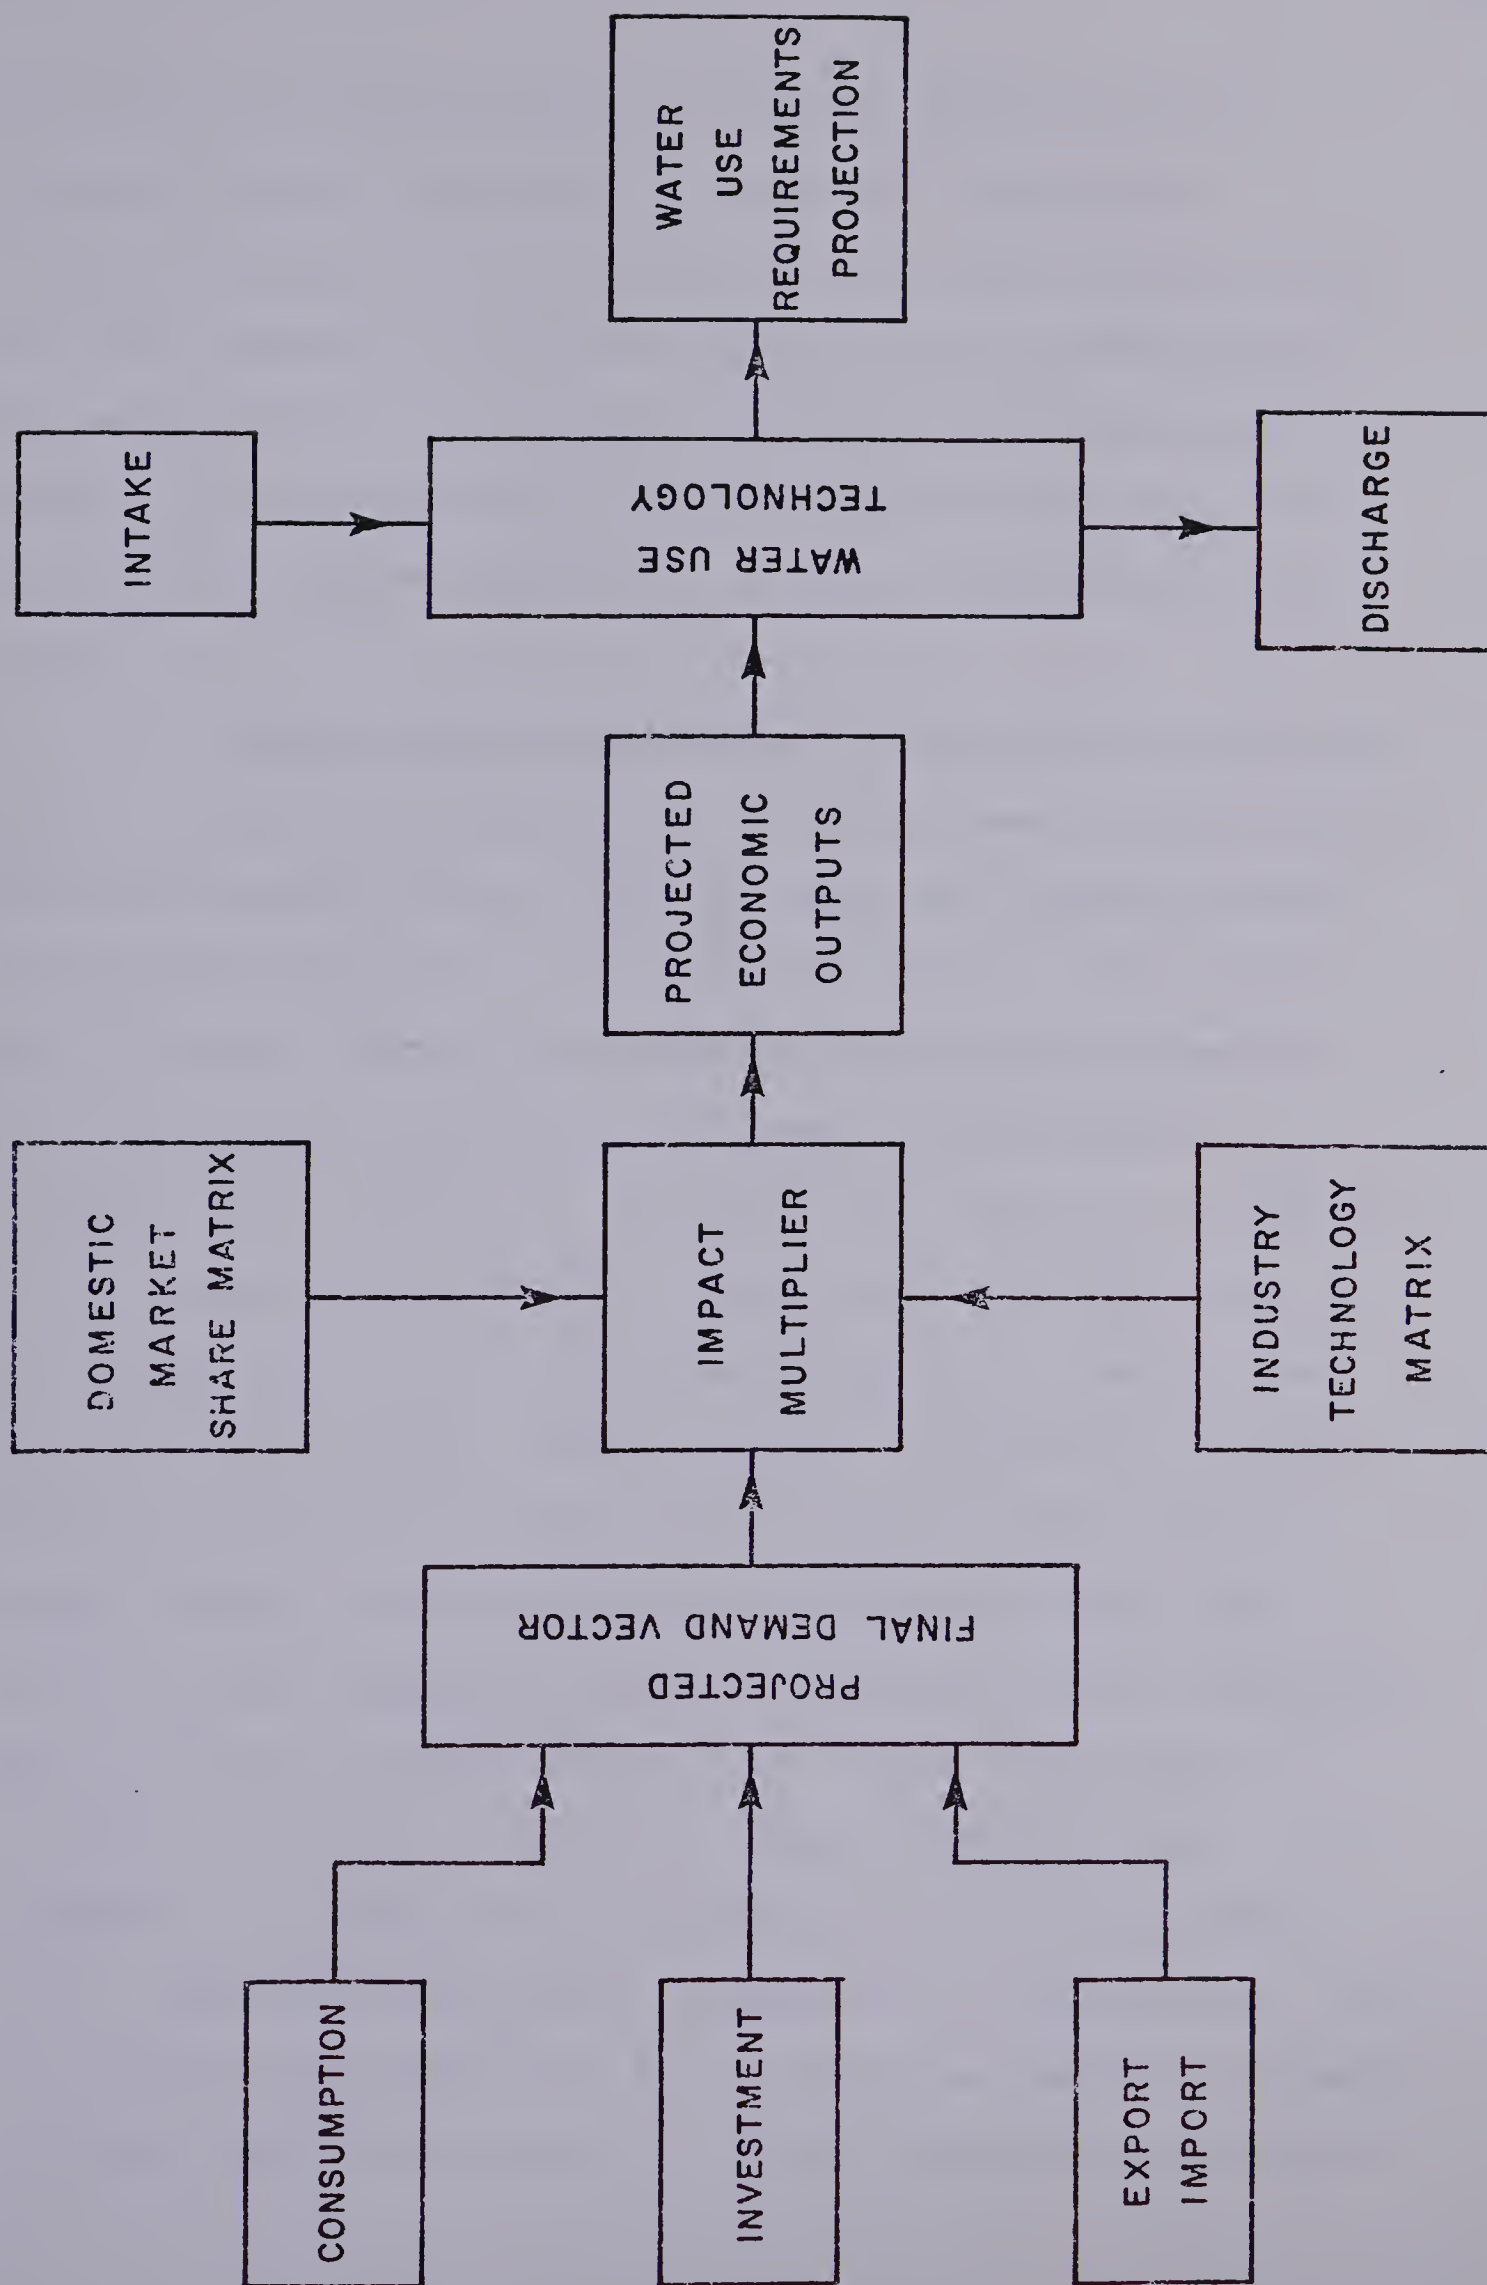 CONSUMPTION
INVESTMENT
EXPORT
IMPORT
PROJECTED
FINAL DEMAND VECTOR
DOMESTIC
MARKET
SHARE MATRIX
IMPACT
MULTIPLIER
INDUSTRY
TECHNOLOGY
MATRIX
PROJECTED
ECONOMIC
OUTPUTS
INTAKE
WATER USE
TECHNOLOGY
DISCHARGE
WATER
USE
REQUIREMENTS
PROJECTION